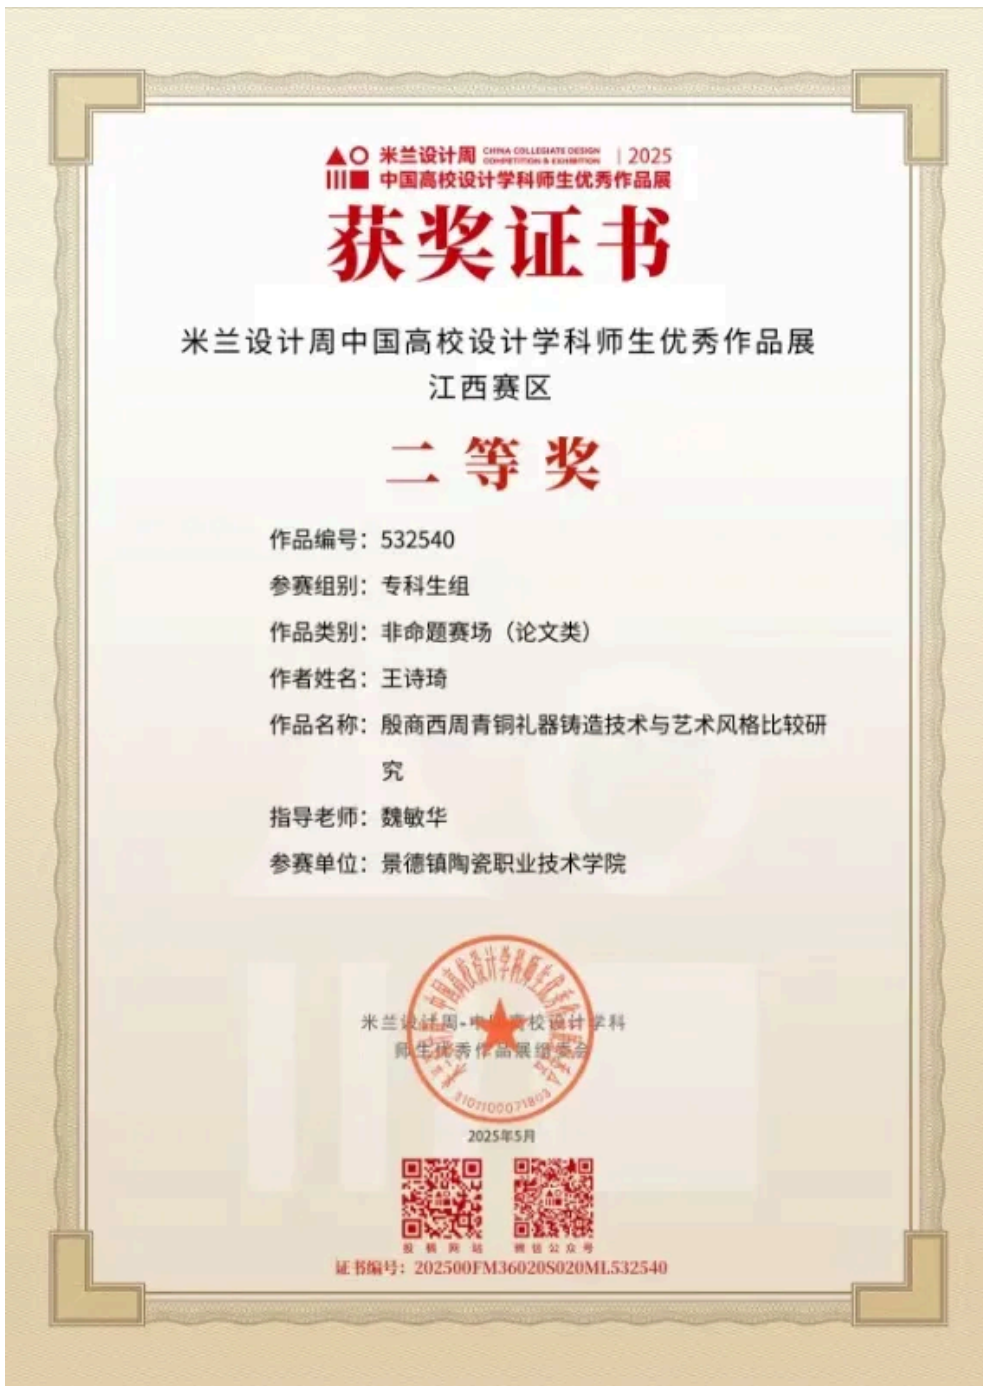 米兰设计周 CHINA COLLEGIATE DESIGN COMPETITION & EXHIBITION | 2025
中国高校设计学科师生优秀作品展
获奖证书
米兰设计周中国高校设计学科师生优秀作品展
江西赛区
二等奖
作品编号：532540
参赛组别：专科生组
作品类别：非命题赛场（论文类）
作者姓名：王诗琦
作品名称：殷商西周青铜礼器铸造技术与艺术风格比较研
究
指导老师：魏敏华
参赛单位：景德镇陶瓷职业技术学院
米兰设计周-中国高校设计学科
师生优秀作品展组委会
3101100071803
2025年5月
投稿网站 微信公众号
证书编号：202500FM36020S020ML532540